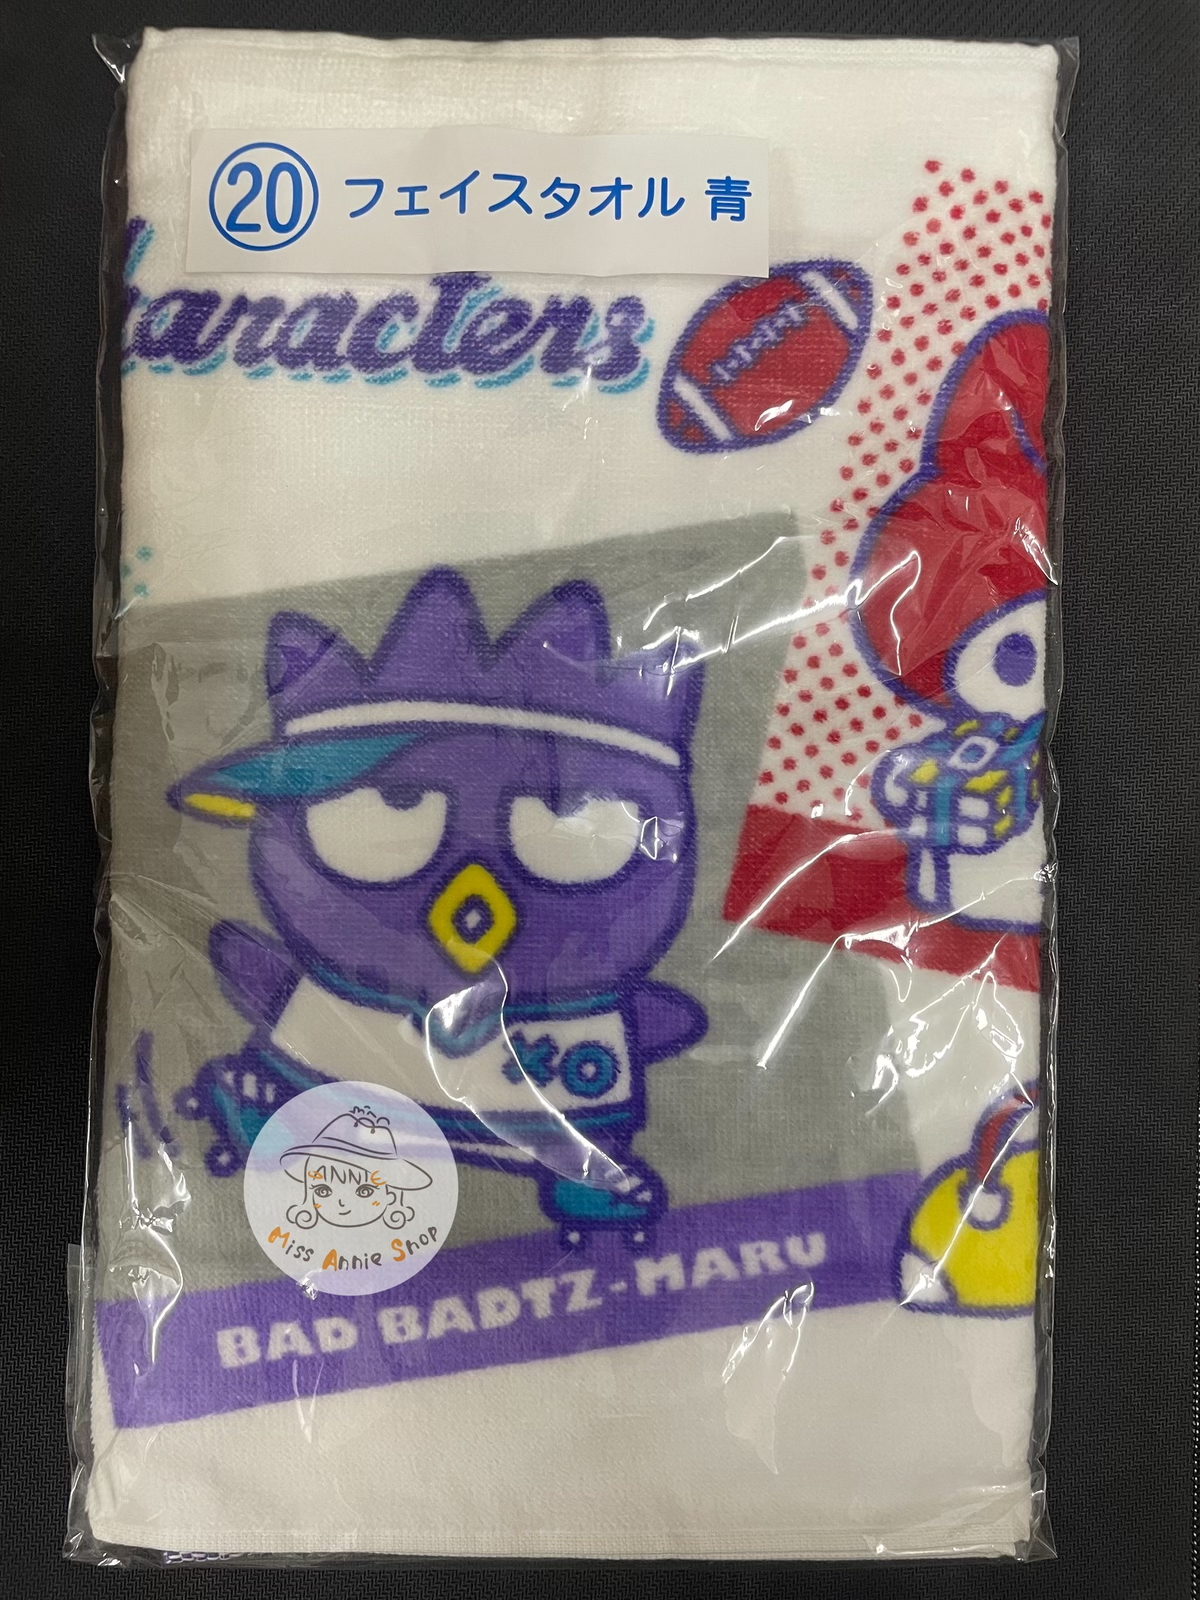 20 フェイスタオル 青
haracters
XO
ANNIE
Miss Annie Shop
BAD BADTZ-MARU